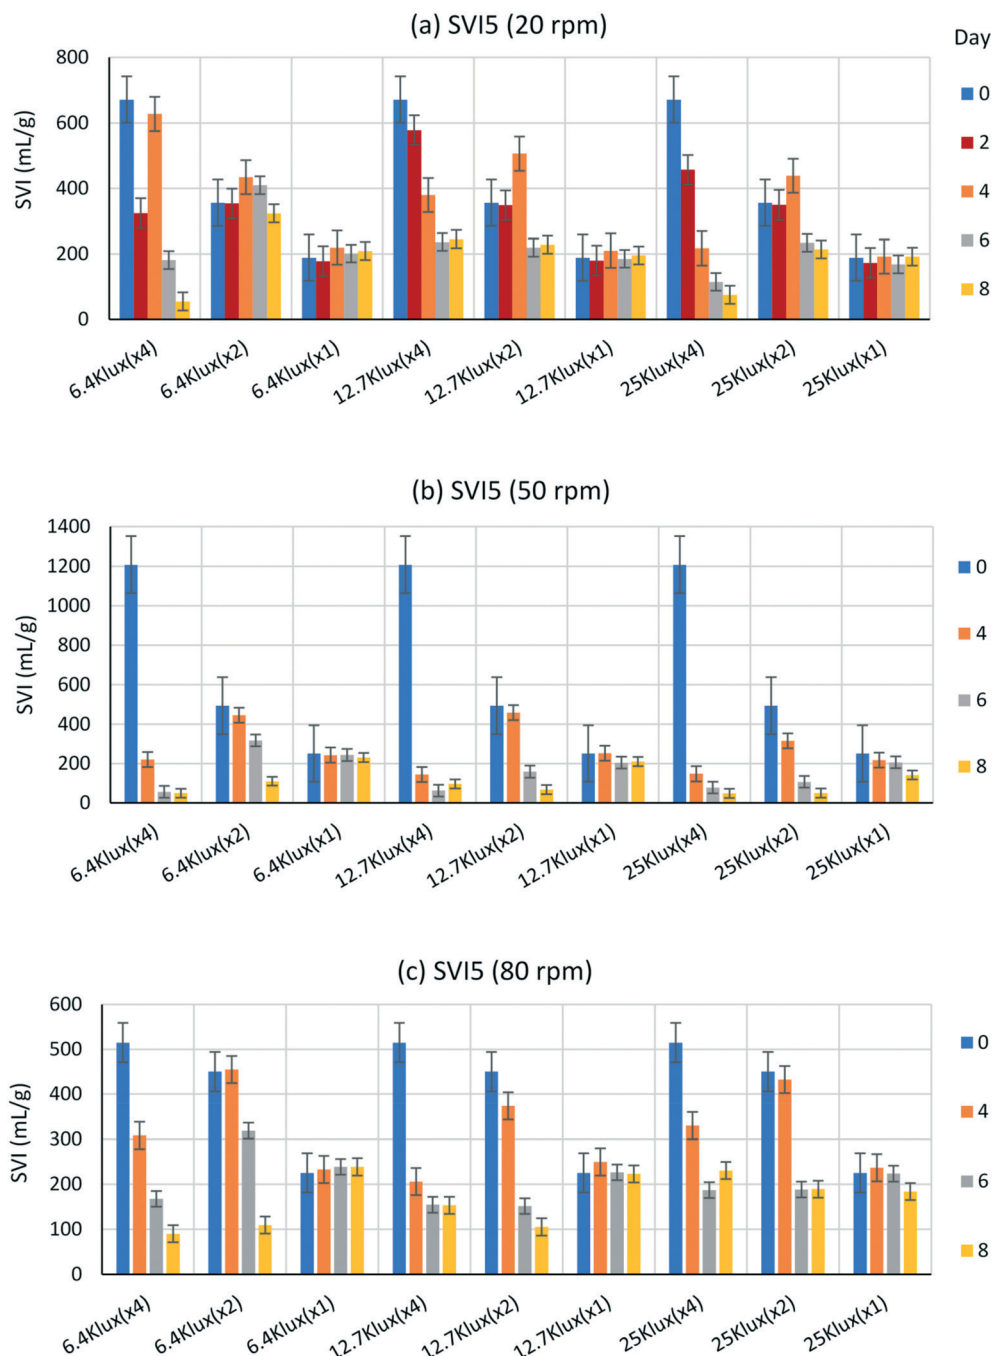 (a) SVI5 (20 rpm)
Day
SVI (mL/g)
800
600
400
200
0
0
2
4
6
8
6.4Klux(x4)
6.4Klux(x2)
6.4Klux(x1)
12.7Klux(x4)
12.7Klux(x2)
12.7Klux(x1)
25Klux(x4)
25Klux(x2)
25Klux(x1)
(b) SVI5 (50 rpm)
SVI (mL/g)
1400
1200
1000
800
600
400
200
0
0
4
6
8
6.4Klux(x4)
6.4Klux(x2)
6.4Klux(x1)
12.7Klux(x4)
12.7Klux(x2)
12.7Klux(x1)
25Klux(x4)
25Klux(x2)
25Klux(x1)
(c) SVI5 (80 rpm)
SVI (mL/g)
600
500
400
300
200
100
0
0
4
6
8
6.4Klux(x4)
6.4Klux(x2)
6.4Klux(x1)
12.7Klux(x4)
12.7Klux(x2)
12.7Klux(x1)
25Klux(x4)
25Klux(x2)
25Klux(x1)